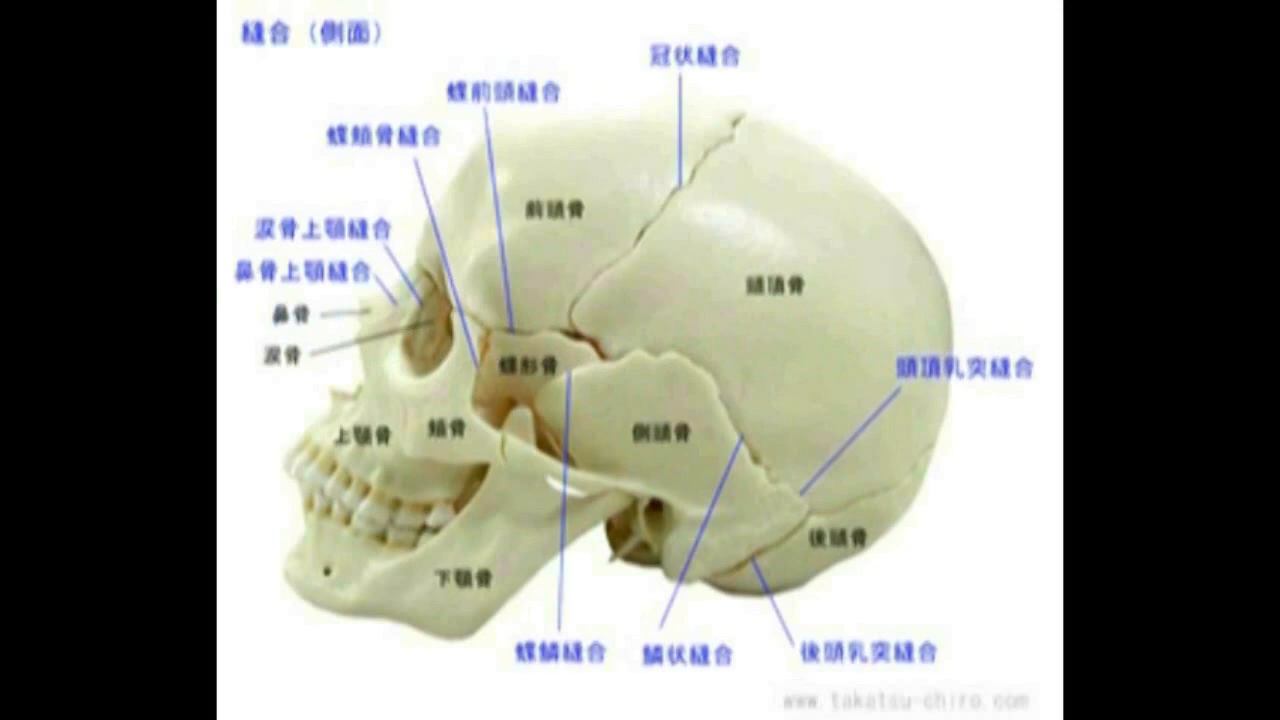 縫合（側面）
冠状縫合
蝶前頭縫合
蝶頬骨縫合
前頭骨
涙骨上顎縫合
鼻骨上顎縫合
頭頂骨
鼻骨
涙骨
蝶形骨
頭頂乳突縫合
上顎骨
頬骨
側頭骨
後頭骨
下顎骨
蝶鱗縫合
鱗状縫合
後頭乳突縫合
www.takatsu-chiro.com